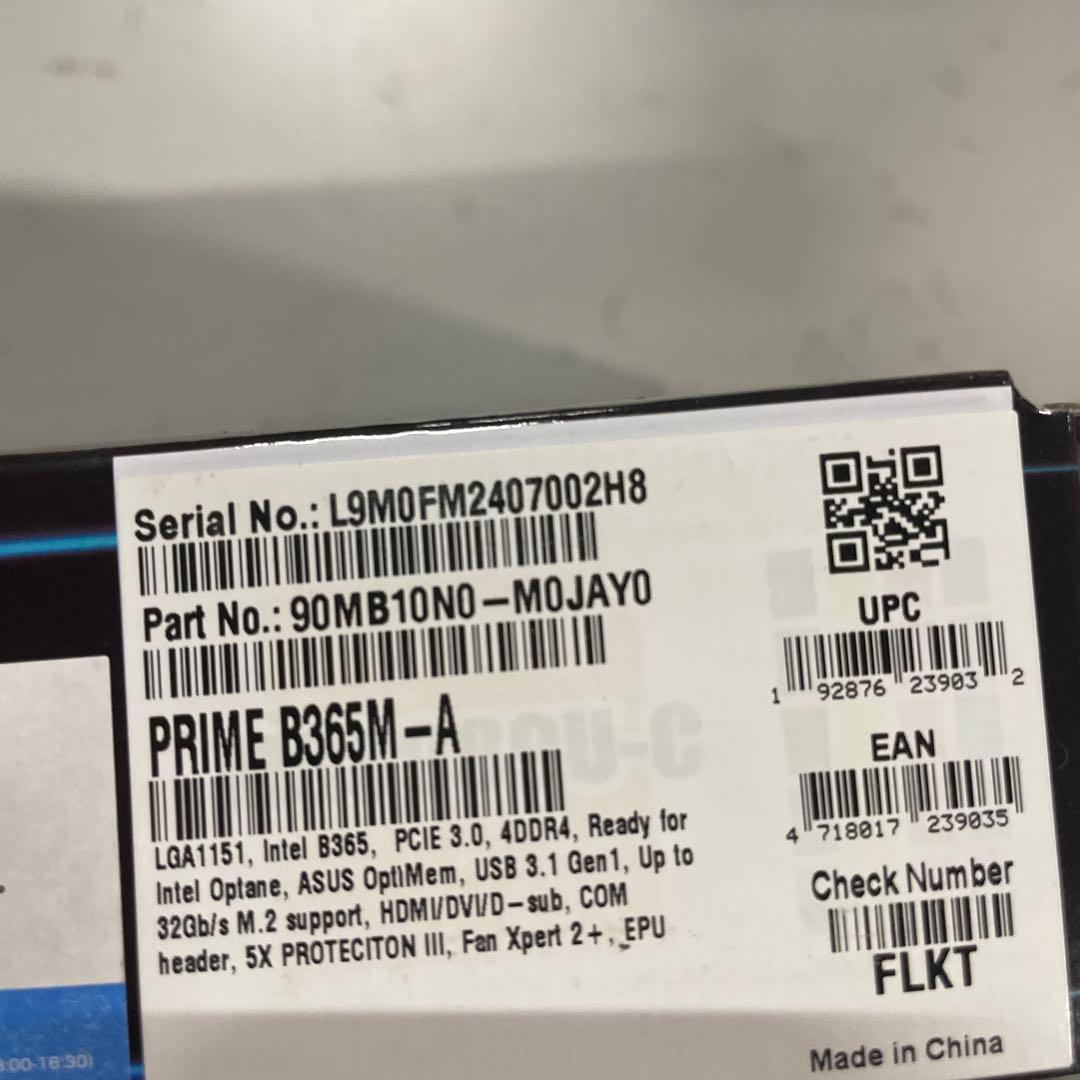 Serial No.: L9M0FM2407002H8
Part No.: 90MB10N0-M0JAY0
PRIME B365M-A
LGA1151, Intel B365, PCIE 3.0, 4DDR4, Ready for
Intel Optane, ASUS OptiMem, USB 3.1 Gen1, Up to
32Gb/s M.2 support, HDMI/DVI/D-sub, COM
header, 5X PROTECITON III, Fan Xpert 2+, EPU
UPC
1 92876 23903 2
EAN
4 718017 239035
Check Number
FLKT
Made in China
:00-16:30)